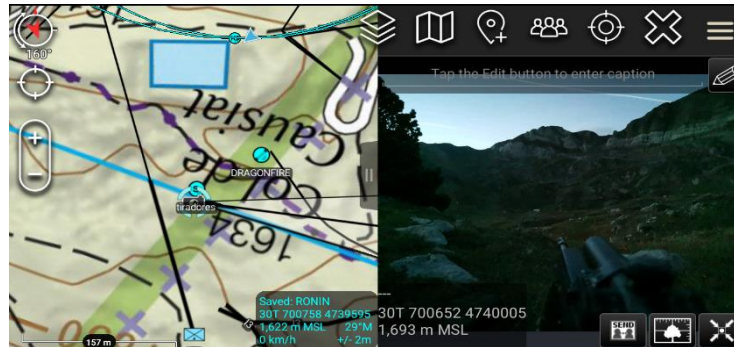 160°
Tap the Edit button to enter caption
Causiat
Col de
1634
DRAGONFIRE
tiradores
Saved: RONIN
30T 700758 4739595
1,622 m MSL 29°M
0 km/h +/- 2m
157 m
30T 700652 4740005
1,693 m MSL
SEND